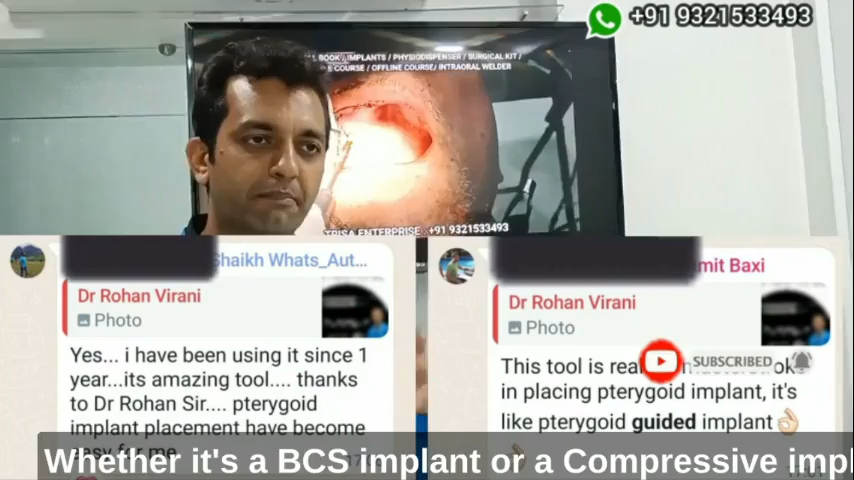 +91 9321533493
BOOK / IMPLANTS / PHYSIODISPENSER / SURGICAL KIT /
COURSE / OFFLINE COURSE/ INTRAORAL WELDER
TRISA ENTERPRISE +91 9321533493
Shaikh Whats_Aut...
Dr Rohan Virani
Photo
Yes... i have been using it since 1
year...its amazing tool.... thanks
to Dr Rohan Sir.... pterygoid
implant placement have become
easy for me
mit Baxi
Dr Rohan Virani
Photo
This tool is
SUBSCRIBED
in placing pterygoid implant, it's
like pterygoid guided implant👌🏻
Whether it's a BCS implant or a Compressive impl